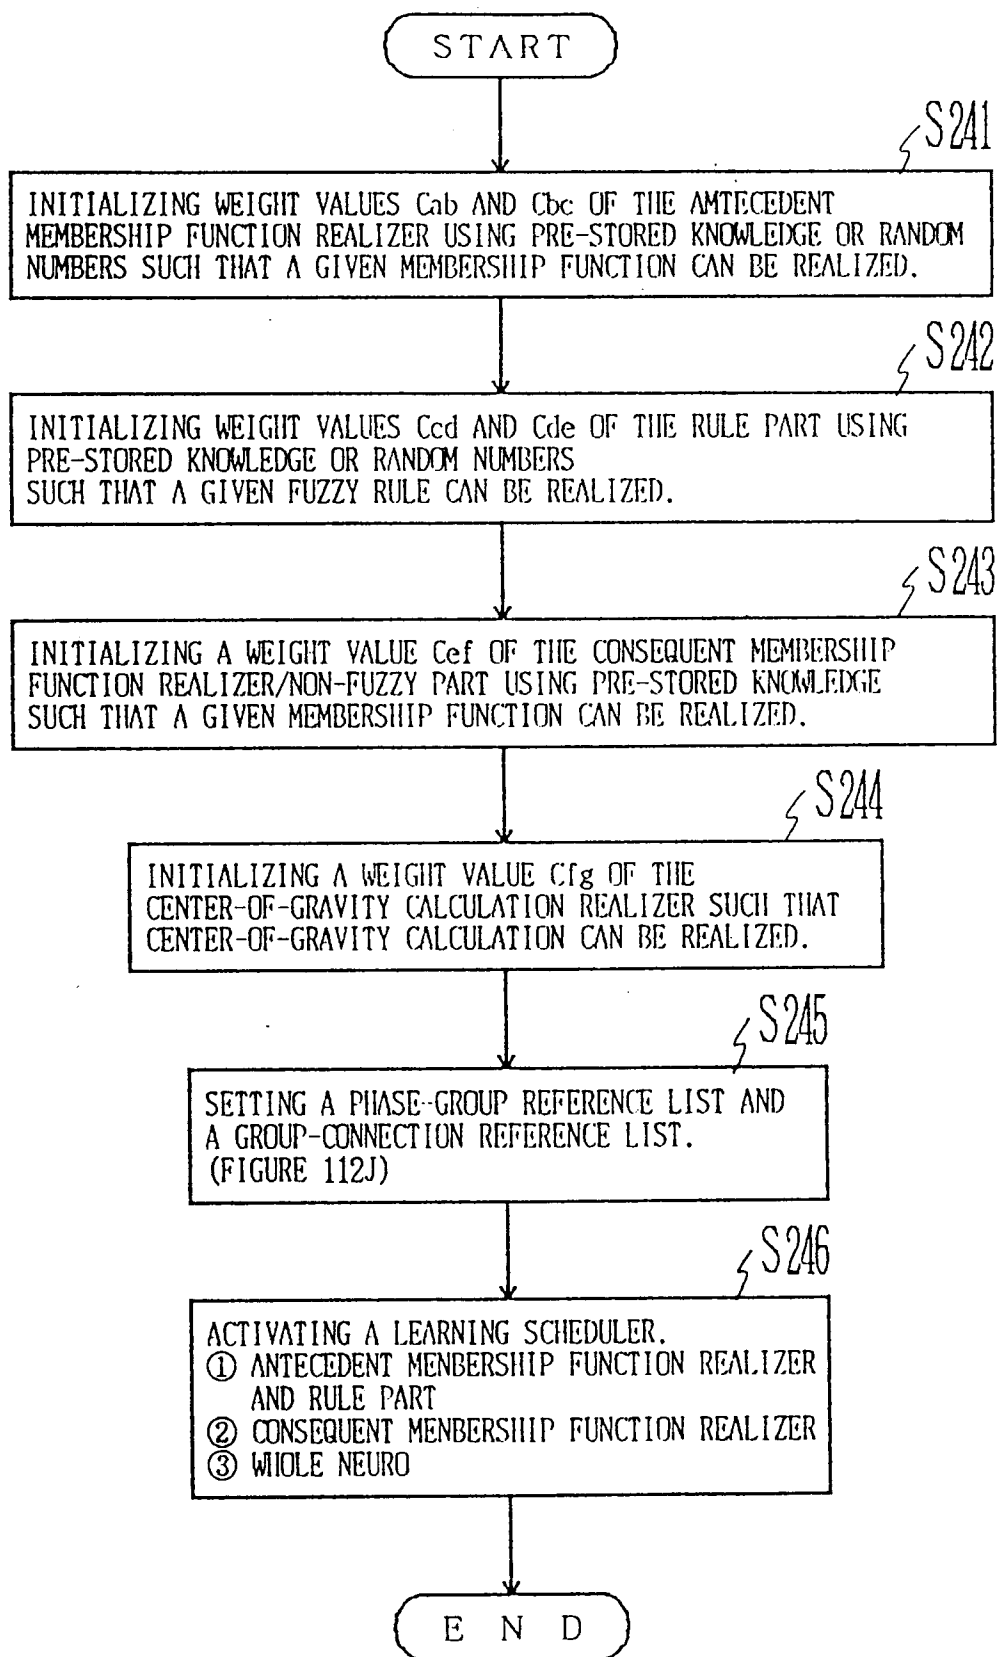 START
S241
INITIALIZING WEIGHT VALUES Cab AND Cbc OF THE AMTECEDENT
MEMBERSHIP FUNCTION REALIZER USING PRE-STORED KNOWLEDGE OR RANDOM
NUMBERS SUCH THAT A GIVEN MEMBERSHIP FUNCTION CAN BE REALIZED.
S242
INITIALIZING WEIGHT VALUES Ccd AND Cde OF THE RULE PART USING
PRE-STORED KNOWLEDGE OR RANDOM NUMBERS
SUCH THAT A GIVEN FUZZY RULE CAN BE REALIZED.
S243
INITIALIZING A WEIGHT VALUE Cef OF THE CONSEQUENT MEMBERSHIP
FUNCTION REALIZER/NON-FUZZY PART USING PRE-STORED KNOWLEDGE
SUCH THAT A GIVEN MEMBERSHIP FUNCTION CAN BE REALIZED.
S244
INITIALIZING A WEIGHT VALUE Cfg OF THE
CENTER-OF-GRAVITY CALCULATION REALIZER SUCH THAT
CENTER-OF-GRAVITY CALCULATION CAN BE REALIZED.
S245
SETTING A PHASE-GROUP REFERENCE LIST AND
A GROUP-CONNECTION REFERENCE LIST.
(FIGURE 112J)
S246
ACTIVATING A LEARNING SCHEDULER.
① ANTECEDENT MENBERSHIP FUNCTION REALIZER
AND RULE PART
② CONSEQUENT MENBERSHIP FUNCTION REALIZER
③ WHOLE NEURO
END